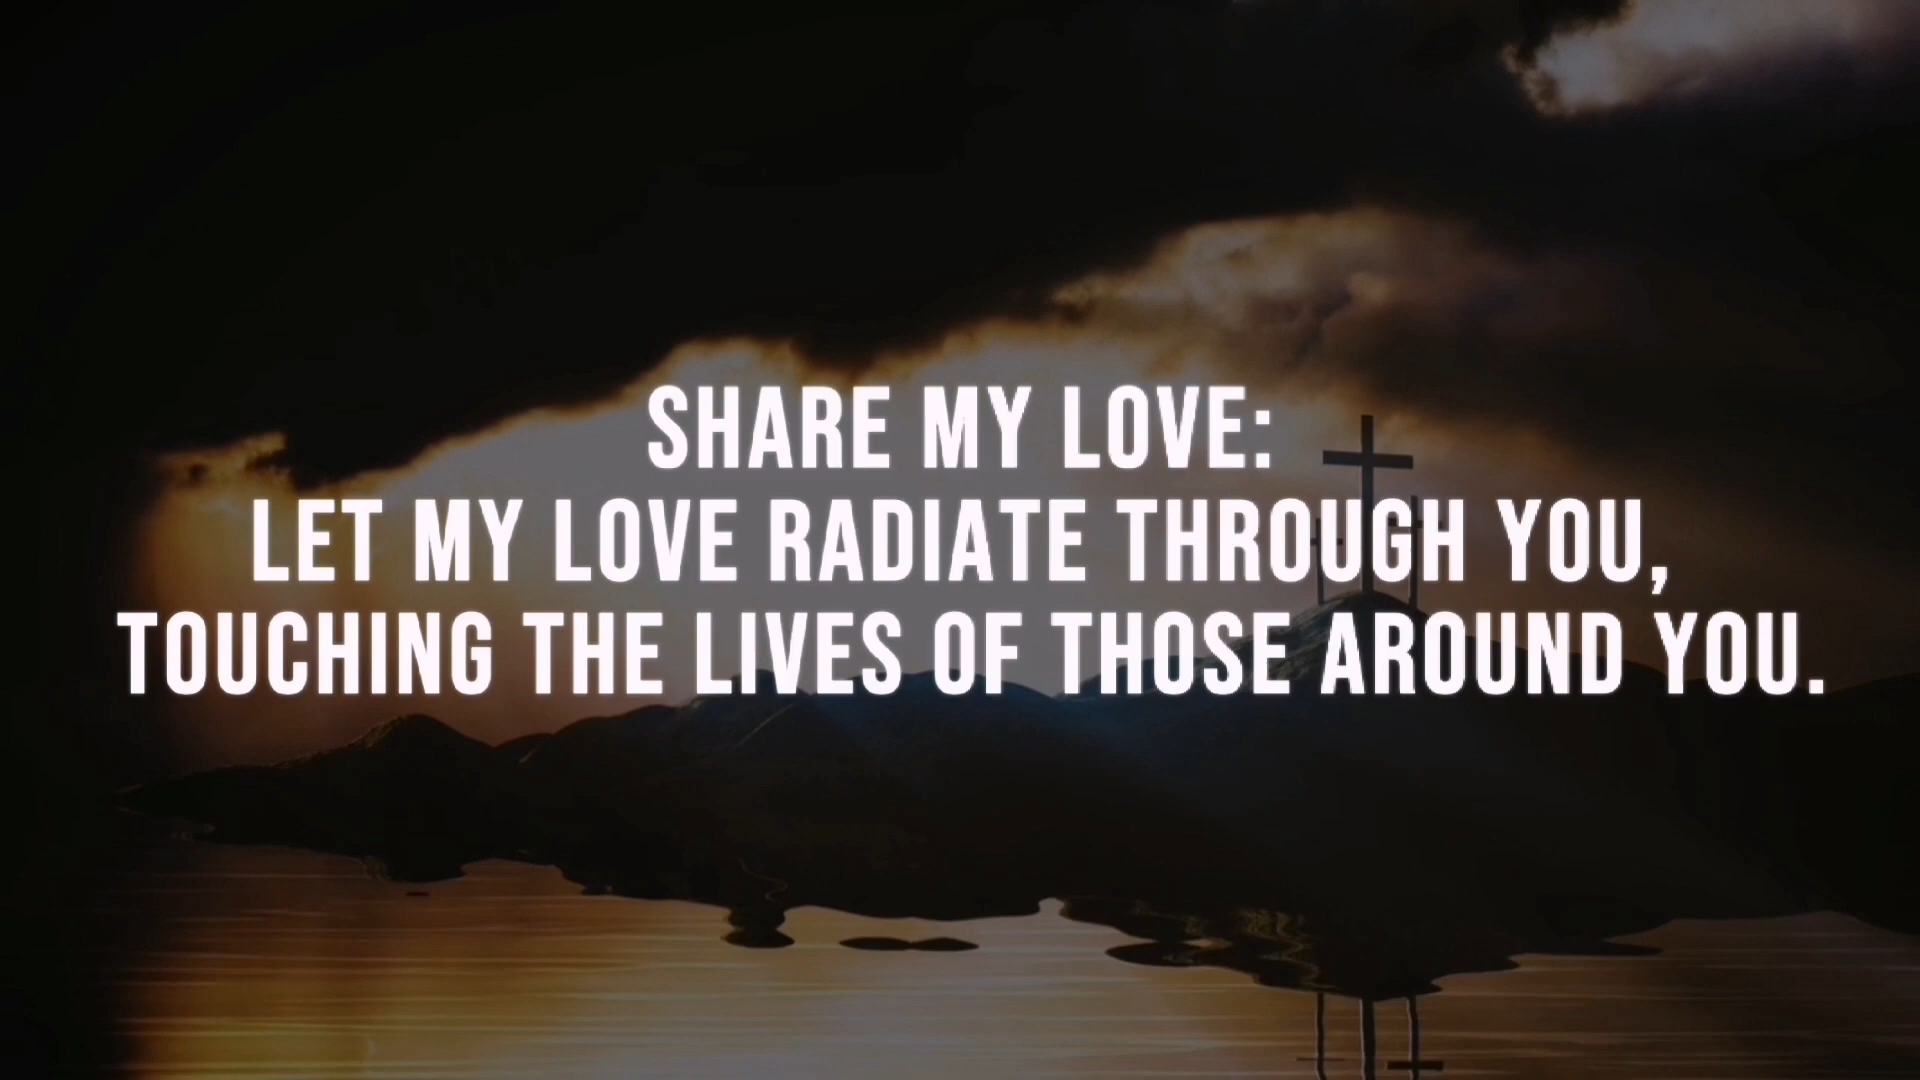 SHARE MY LOVE:
LET MY LOVE RADIATE THROUGH YOU,
TOUCHING THE LIVES OF THOSE AROUND YOU.